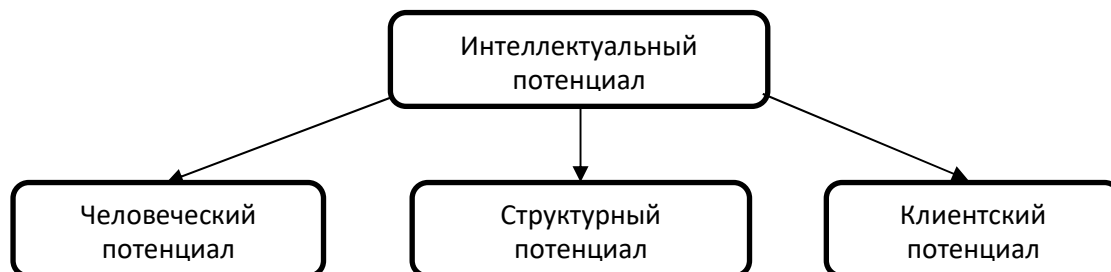 Интеллектуальный
потенциал
Человеческий
потенциал
Структурный
потенциал
Клиентский
потенциал